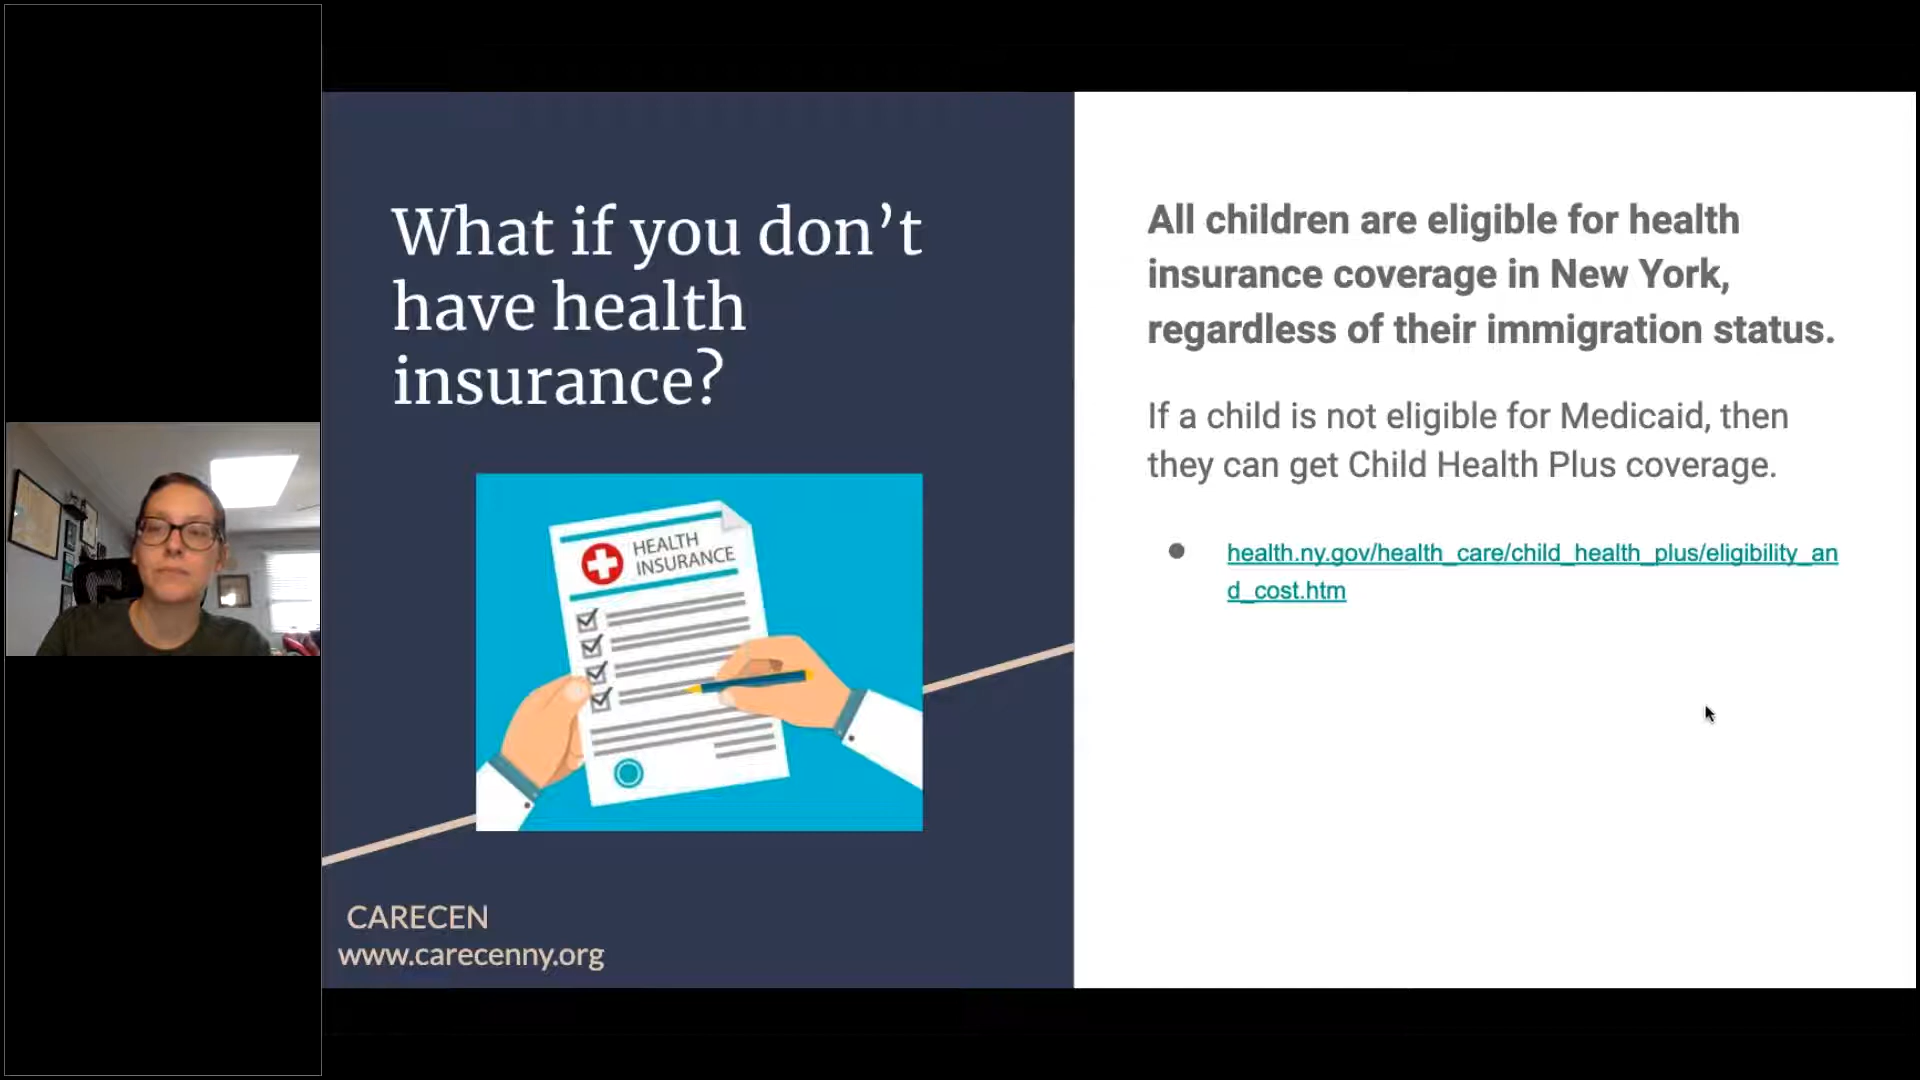 What if you don’t
have health
insurance?
HEALTH
INSURANCE
CARECEN
www.carecenny.org
All children are eligible for health
insurance coverage in New York,
regardless of their immigration status.
If a child is not eligible for Medicaid, then
they can get Child Health Plus coverage.
● health.ny.gov/health_care/child_health_plus/eligibility_an
d_cost.htm